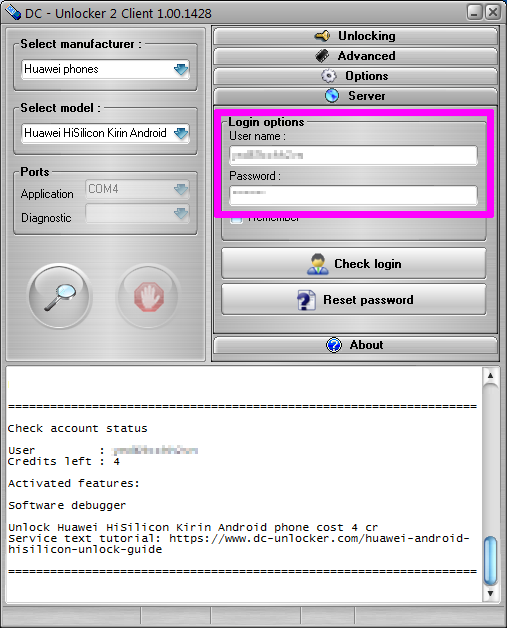 DC - Unlocker 2 Client 1.00.1428
Select manufacturer :
Huawei phones
Select model :
Huawei HiSilicon Kirin Android
Ports
Application
COM4
Diagnostic
Unlocking
Advanced
Options
Server
Login options
User name :
Password :
Remember
Check login
Reset password
About
===================================================================
Check account status
User :
Credits left : 4
Activated features:
Software debugger
Unlock Huawei HiSilicon Kirin Android phone cost 4 cr
Service text tutorial: https://www.dc-unlocker.com/huawei-android-
hisilicon-unlock-guide
===================================================================